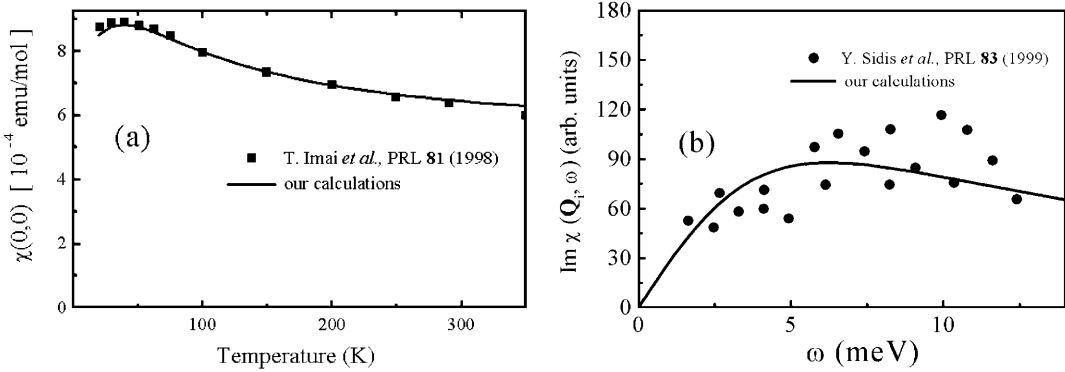 8
6
4
2
0
100
200
300
χ(0,0) [ 10⁻⁴ emu/mol]
Temperature (K)
(a)
T. Imai et al., PRL 81 (1998)
our calculations
180
150
120
90
60
30
0
0
5
10
Im χ (Qᵢ, ω) (arb. units)
ω (meV)
(b)
Y. Sidis et al., PRL 83 (1999)
our calculations